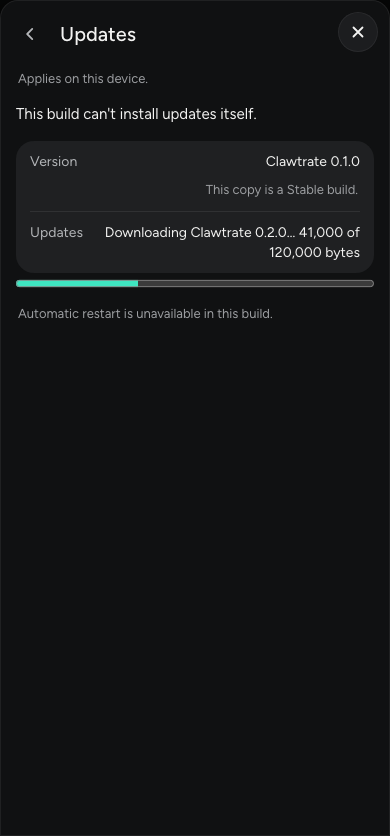 Updates
Applies on this device.
This build can't install updates itself.
Version
Clawtrate 0.1.0
This copy is a Stable build.
Updates
Downloading Clawtrate 0.2.0... 41,000 of
120,000 bytes
Automatic restart is unavailable in this build.